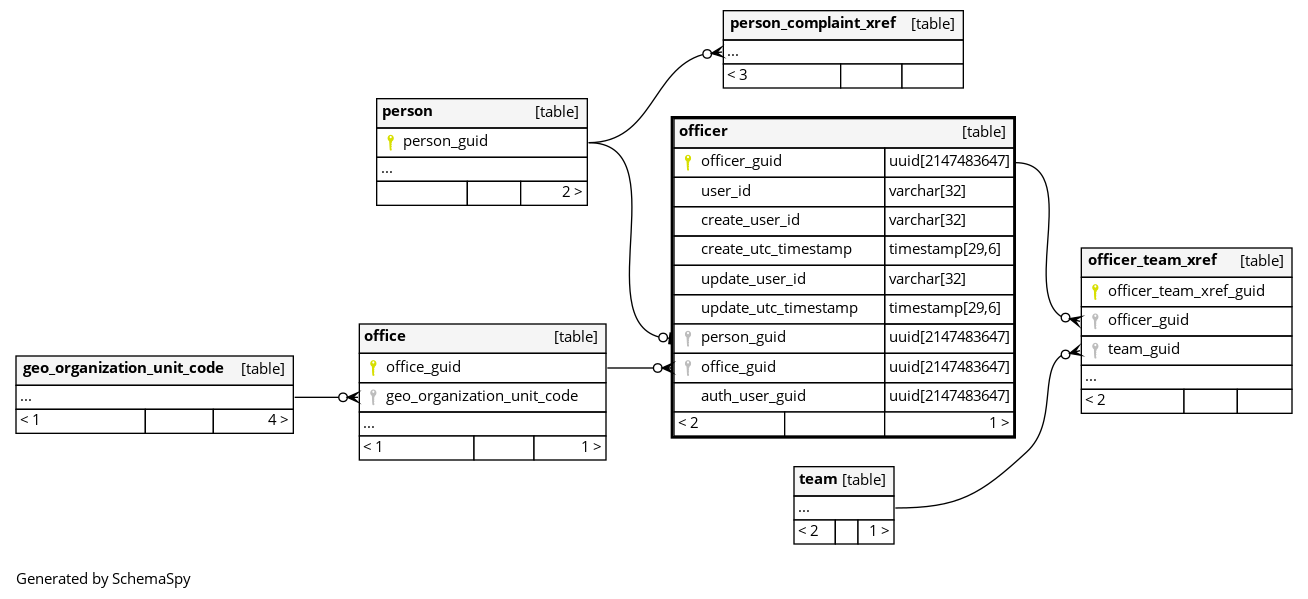 person_complaint_xref [table]
...
< 3
person [table]
person_guid
...
2 >
officer [table]
officer_guid uuid[2147483647]
user_id varchar[32]
create_user_id varchar[32]
create_utc_timestamp timestamp[29,6]
update_user_id varchar[32]
update_utc_timestamp timestamp[29,6]
person_guid uuid[2147483647]
office_guid uuid[2147483647]
auth_user_guid uuid[2147483647]
< 2 1 >
officer_team_xref [table]
officer_team_xref_guid
officer_guid
team_guid
...
< 2
office [table]
office_guid
geo_organization_unit_code
...
< 1 1 >
geo_organization_unit_code [table]
...
< 1 4 >
team [table]
...
< 2 1 >
Generated by SchemaSpy